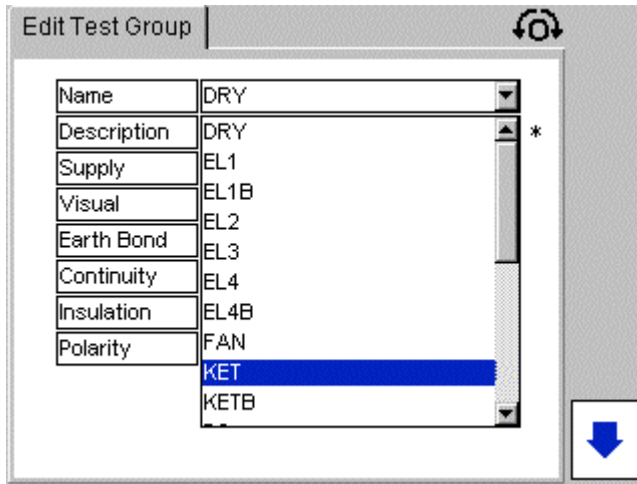 Edit Test Group
Name DRY
Description DRY *
Supply EL1
EL1B
Visual
EL2
Earth Bond
EL3
Continuity EL4
Insulation EL4B
Polarity FAN
KET
KETB